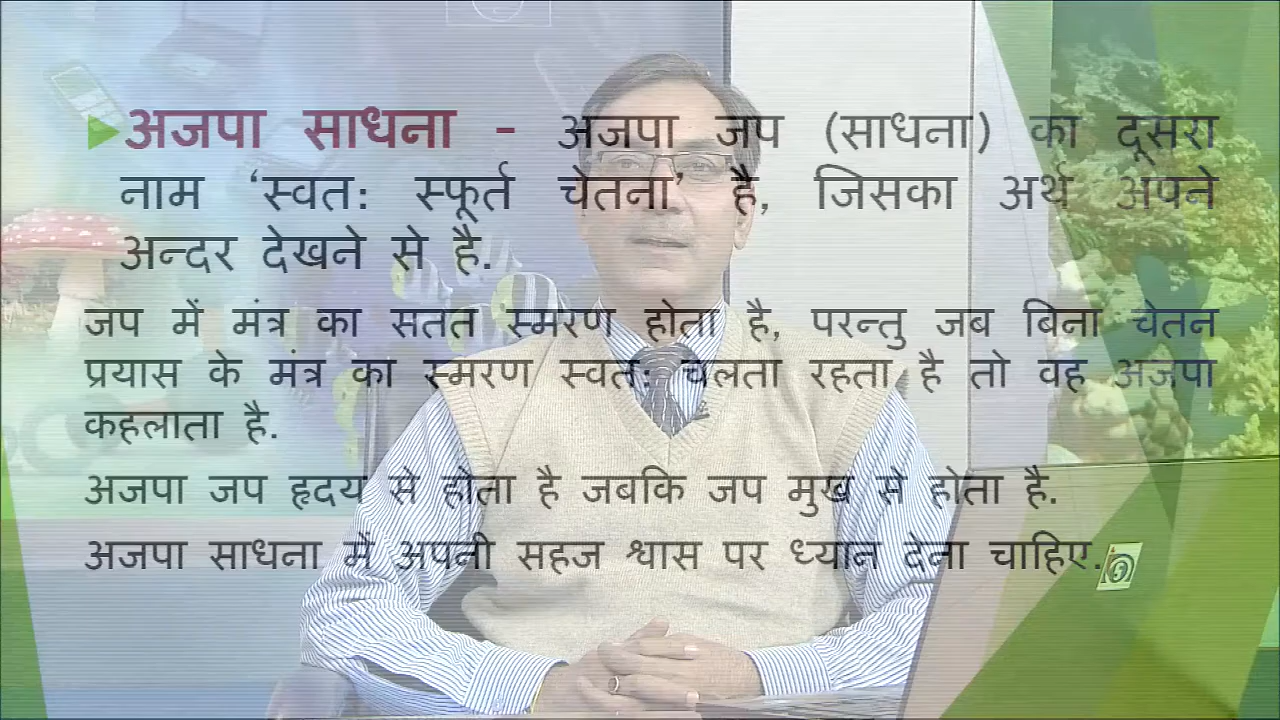 अजपा साधना - अजपा जप (साधना) का दूसरा
नाम ‘स्वत: स्फूर्त चेतना’ है, जिसका अर्थ अपने
अन्दर देखने से है.
जप में मंत्र का सतत स्मरण होता है, परन्तु जब बिना चेतन
प्रयास के मंत्र का स्मरण स्वत: चलता रहता है तो वह अजपा
कहलाता है.
अजपा जप हृदय से होता है जबकि जप मुख से होता है.
अजपा साधना में अपनी सहज श्वास पर ध्यान देना चाहिए.